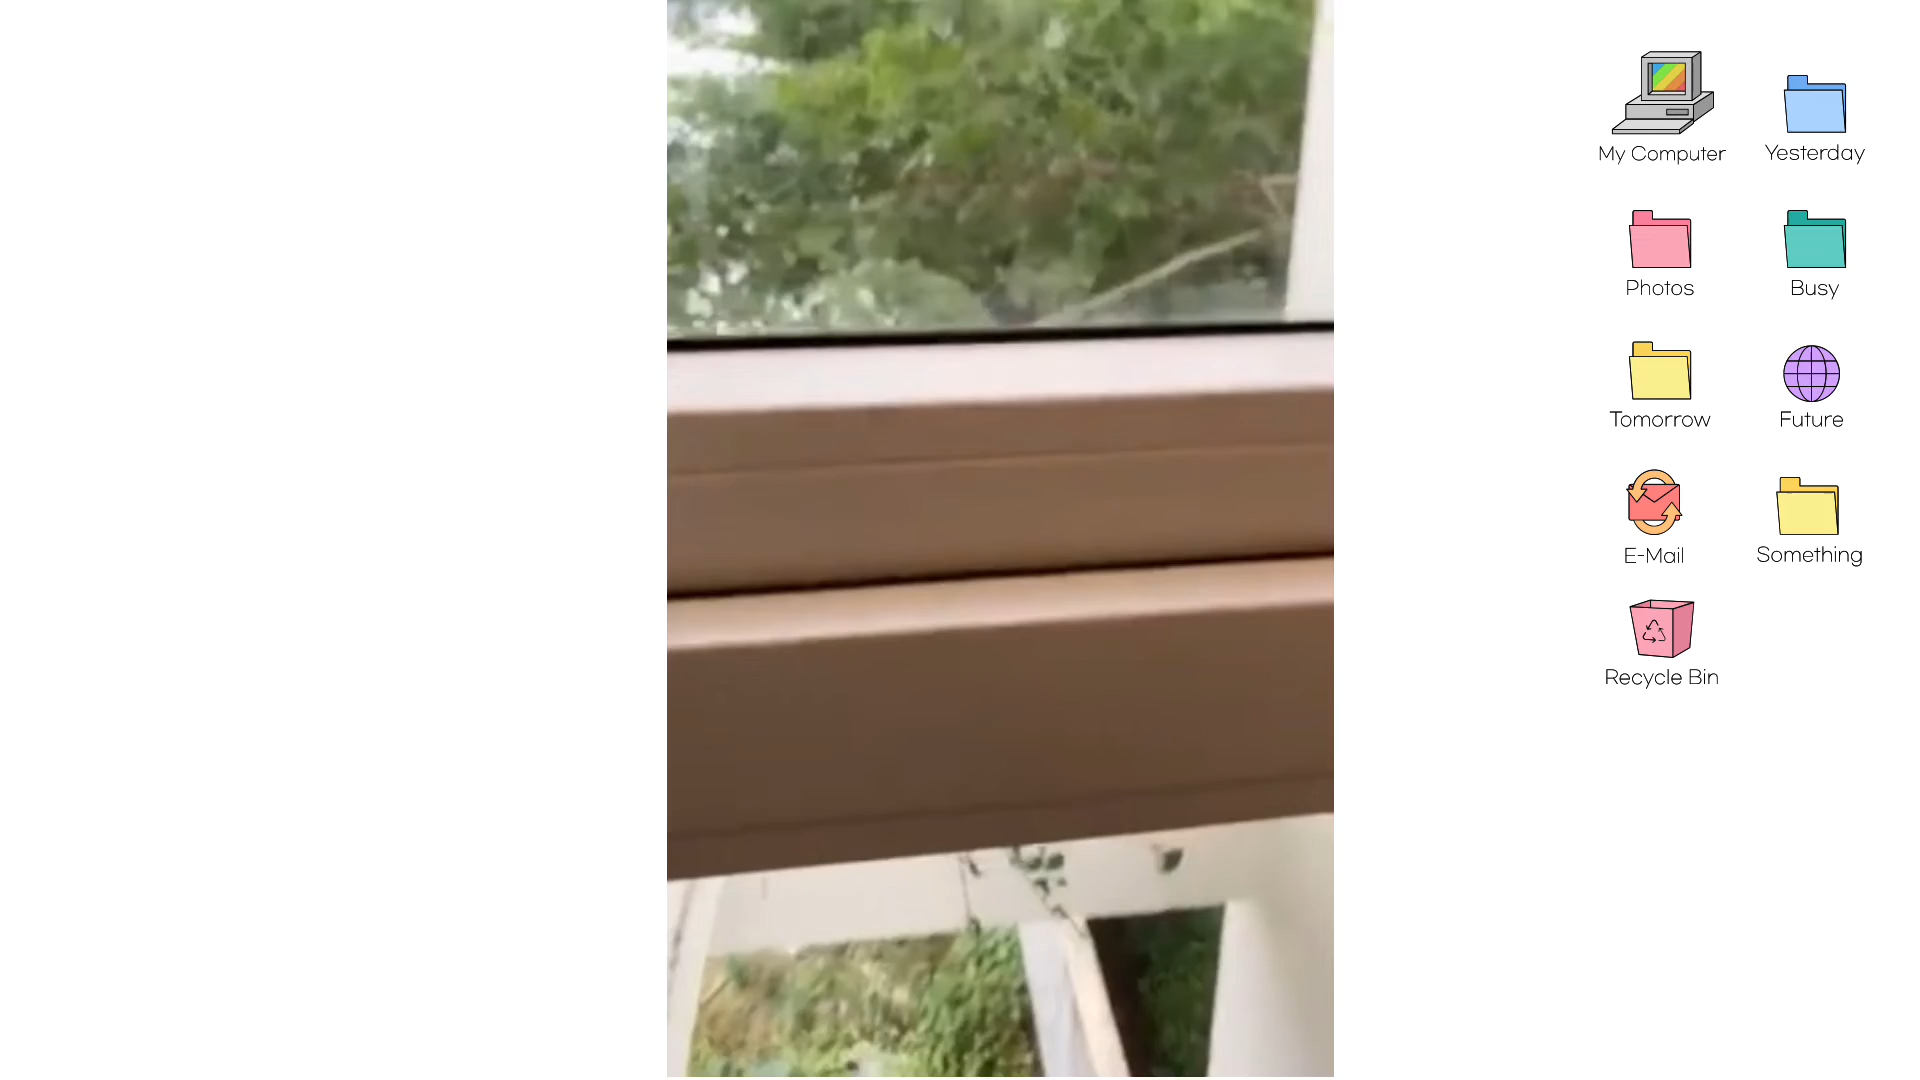 My Computer
Yesterday
Photos
Busy
Tomorrow
Future
E-Mail
Something
Recycle Bin